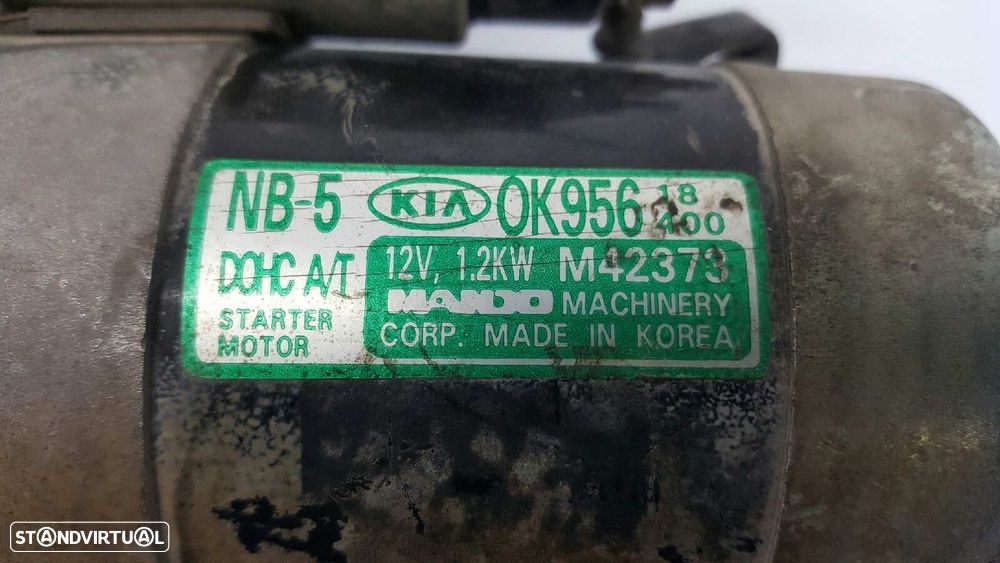 NB-5 KIA OK956 18 400
DOHC A/T 12V, 1.2KW M42373
STARTER MOTOR
MANDO MACHINERY
CORP. MADE IN KOREA
STANDVIRTUAL